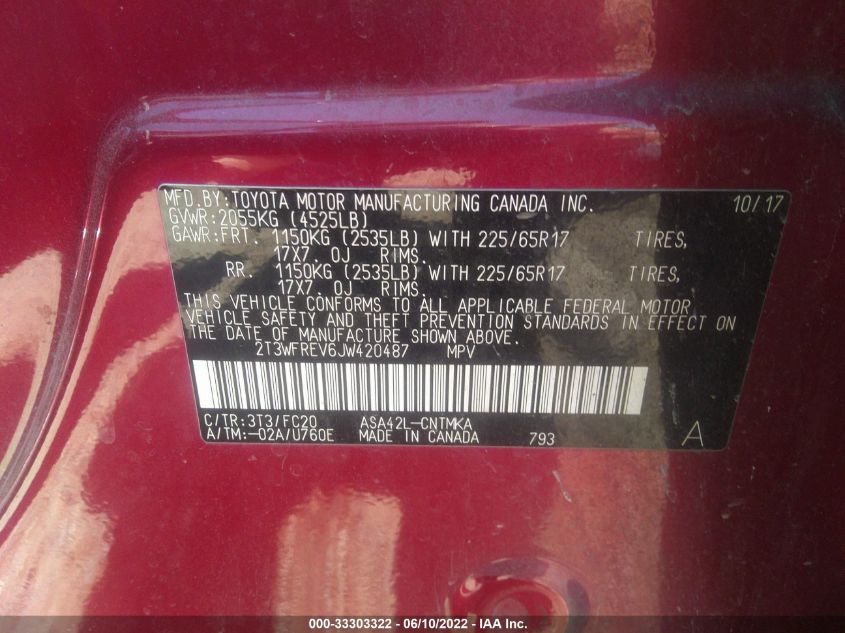 MFD.BY:TOYOTA MOTOR MANUFACTURING CANADA INC. 10/17
GVWR:2055KG (4525LB)
GAWR:FRT. 1150KG (2535LB) WITH 225/65R17 TIRES,
17X7.0J RIMS.
RR. 1150KG (2535LB) WITH 225/65R17 TIRES,
17X7.0J RIMS.
THIS VEHICLE CONFORMS TO ALL APPLICABLE FEDERAL MOTOR
VEHICLE SAFETY AND THEFT PREVENTION STANDARDS IN EFFECT ON
THE DATE OF MANUFACTURE SHOWN ABOVE.
2T3WFREV6JW420487 MPV
C/TR:3T3/FC20 ASA42L-CNTMKA
A/TM:-02A/U760E MADE IN CANADA 793 A
000-33303322 - 06/10/2022 - IAA Inc.